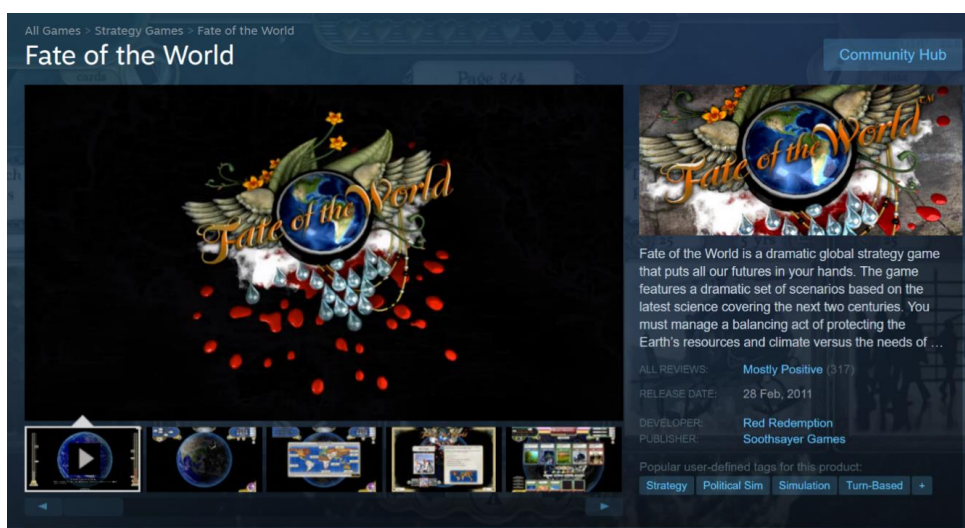 All Games > Strategy Games > Fate of the World
Fate of the World
Community Hub
cards
Page 3/4
Fate of the World
Fate of the World™
Fate of the World is a dramatic global strategy game
that puts all our futures in your hands. The game
features a dramatic set of scenarios based on the
latest science covering the next two centuries. You
must manage a balancing act of protecting the
Earth's resources and climate versus the needs of ...
ALL REVIEWS: Mostly Positive (317)
RELEASE DATE: 28 Feb, 2011
DEVELOPER: Red Redemption
PUBLISHER: Soothsayer Games
Popular user-defined tags for this product:
Strategy Political Sim Simulation Turn-Based +